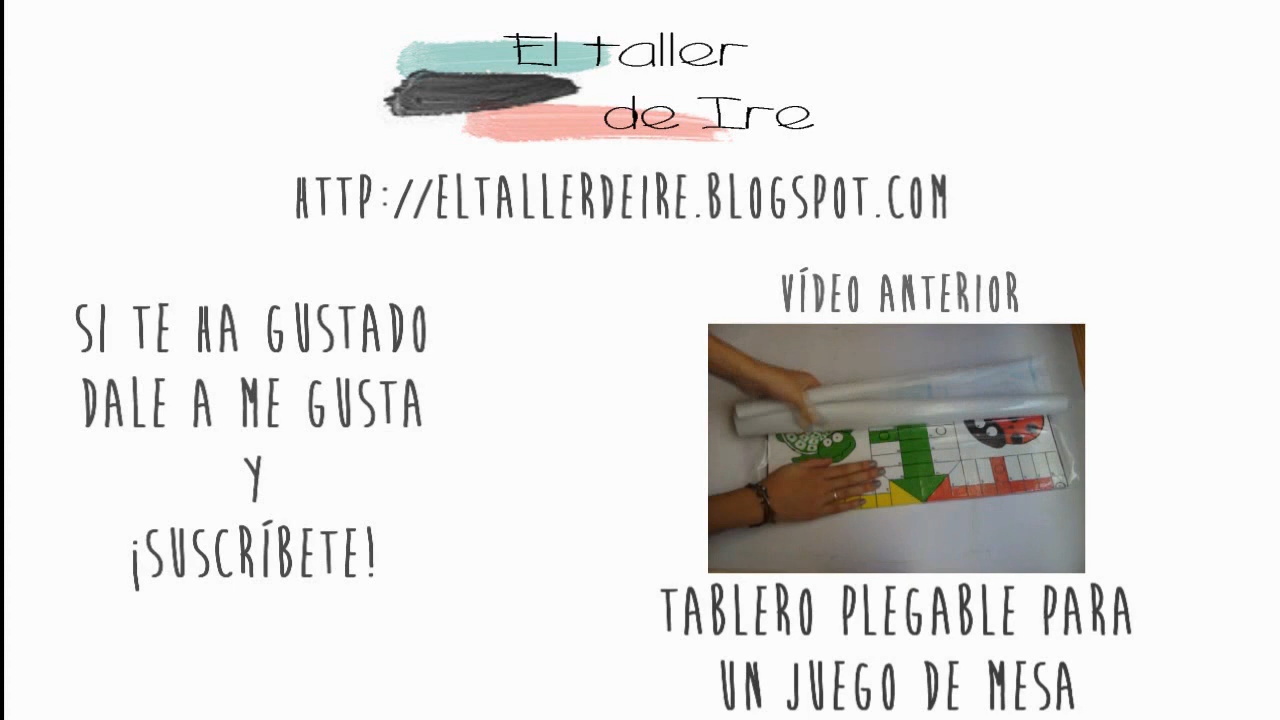 El taller
de Ire
HTTP://ELTALLERDEIRE.BLOGSPOT.COM
SI TE HA GUSTADO
DALE A ME GUSTA
Y
¡SUSCRÍBETE!
VÍDEO ANTERIOR
TABLERO PLEGABLE PARA
UN JUEGO DE MESA